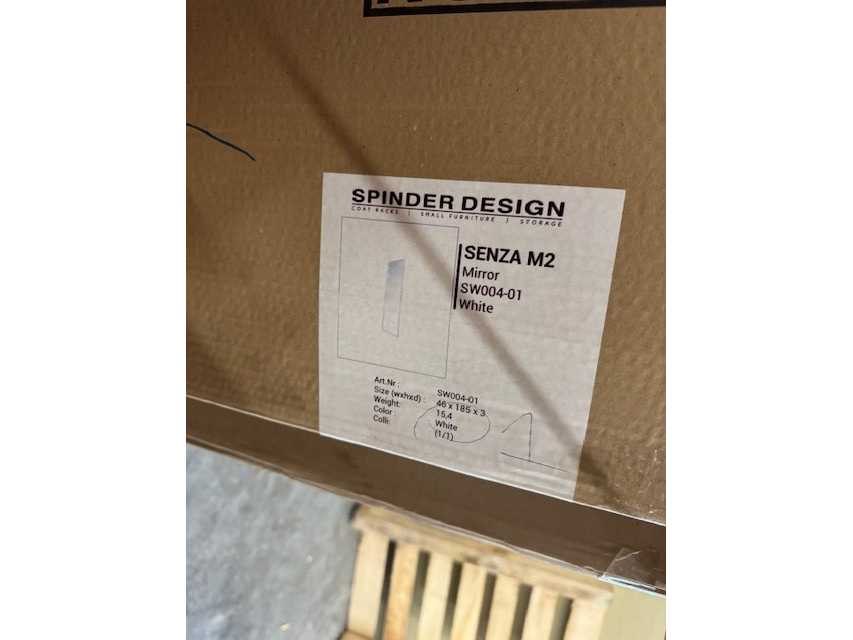 SPINDER DESIGN
COAT RACKS | SMALL FURNITURE | STORAGE
SENZA M2
Mirror
SW004-01
White
Art.Nr : SW004-01
Size (wxhxd) : 46 x 185 x 3
Weight: 15,4
Color : White
Colli: (1/1)
1